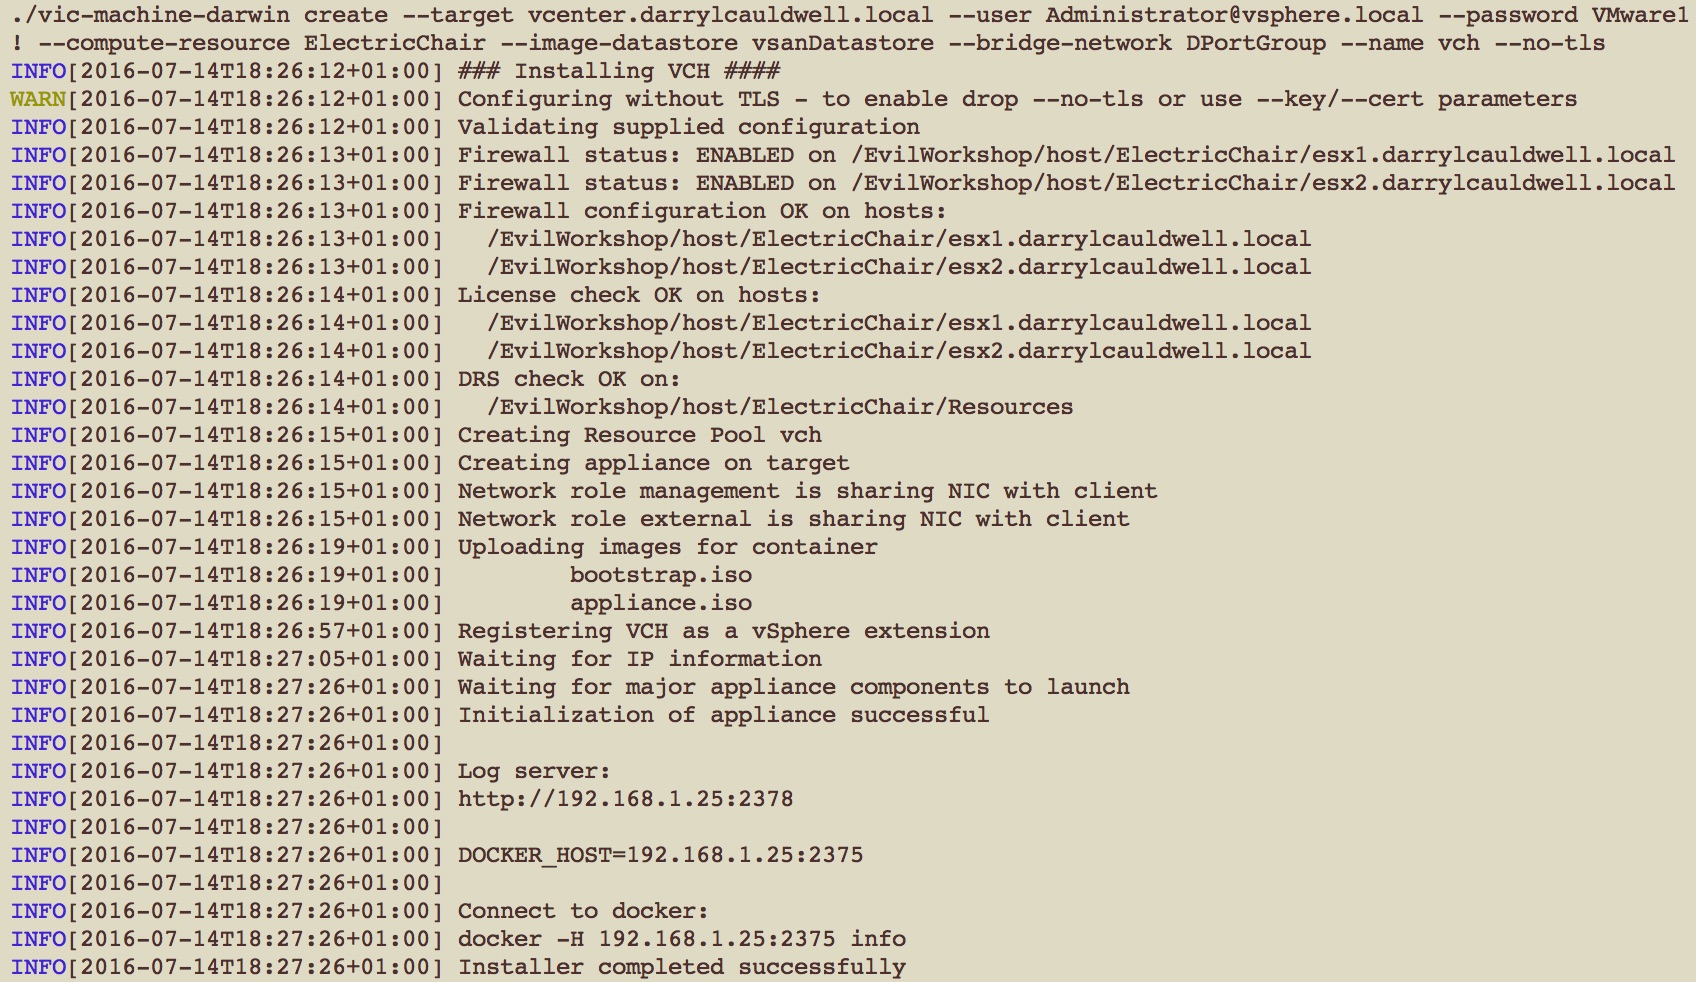 ./vic-machine-darwin create --target vcenter.darrylcauldwell.local --user Administrator@vsphere.local --password VMware1
! --compute-resource ElectricChair --image-datastore vsanDatastore --bridge-network DPortGroup --name vch --no-tls
INFO[2016-07-14T18:26:12+01:00] ### Installing VCH ####
WARN[2016-07-14T18:26:12+01:00] Configuring without TLS - to enable drop --no-tls or use --key/--cert parameters
INFO[2016-07-14T18:26:12+01:00] Validating supplied configuration
INFO[2016-07-14T18:26:13+01:00] Firewall status: ENABLED on /EvilWorkshop/host/ElectricChair/esx1.darrylcauldwell.local
INFO[2016-07-14T18:26:13+01:00] Firewall status: ENABLED on /EvilWorkshop/host/ElectricChair/esx2.darrylcauldwell.local
INFO[2016-07-14T18:26:13+01:00] Firewall configuration OK on hosts:
INFO[2016-07-14T18:26:13+01:00]   /EvilWorkshop/host/ElectricChair/esx1.darrylcauldwell.local
INFO[2016-07-14T18:26:13+01:00]   /EvilWorkshop/host/ElectricChair/esx2.darrylcauldwell.local
INFO[2016-07-14T18:26:14+01:00] License check OK on hosts:
INFO[2016-07-14T18:26:14+01:00]   /EvilWorkshop/host/ElectricChair/esx1.darrylcauldwell.local
INFO[2016-07-14T18:26:14+01:00]   /EvilWorkshop/host/ElectricChair/esx2.darrylcauldwell.local
INFO[2016-07-14T18:26:14+01:00] DRS check OK on:
INFO[2016-07-14T18:26:14+01:00]   /EvilWorkshop/host/ElectricChair/Resources
INFO[2016-07-14T18:26:15+01:00] Creating Resource Pool vch
INFO[2016-07-14T18:26:15+01:00] Creating appliance on target
INFO[2016-07-14T18:26:15+01:00] Network role management is sharing NIC with client
INFO[2016-07-14T18:26:15+01:00] Network role external is sharing NIC with client
INFO[2016-07-14T18:26:19+01:00] Uploading images for container
INFO[2016-07-14T18:26:19+01:00]         bootstrap.iso
INFO[2016-07-14T18:26:19+01:00]         appliance.iso
INFO[2016-07-14T18:26:57+01:00] Registering VCH as a vSphere extension
INFO[2016-07-14T18:27:05+01:00] Waiting for IP information
INFO[2016-07-14T18:27:26+01:00] Waiting for major appliance components to launch
INFO[2016-07-14T18:27:26+01:00] Initialization of appliance successful
INFO[2016-07-14T18:27:26+01:00]
INFO[2016-07-14T18:27:26+01:00] Log server:
INFO[2016-07-14T18:27:26+01:00] http://192.168.1.25:2378
INFO[2016-07-14T18:27:26+01:00]
INFO[2016-07-14T18:27:26+01:00] DOCKER_HOST=192.168.1.25:2375
INFO[2016-07-14T18:27:26+01:00]
INFO[2016-07-14T18:27:26+01:00] Connect to docker:
INFO[2016-07-14T18:27:26+01:00] docker -H 192.168.1.25:2375 info
INFO[2016-07-14T18:27:26+01:00] Installer completed successfully